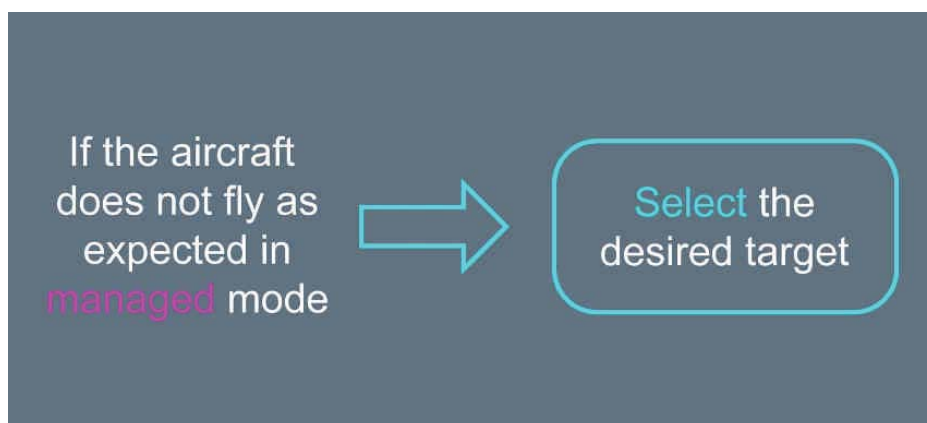 If the aircraft
does not fly as
expected in
managed mode
Select the
desired target